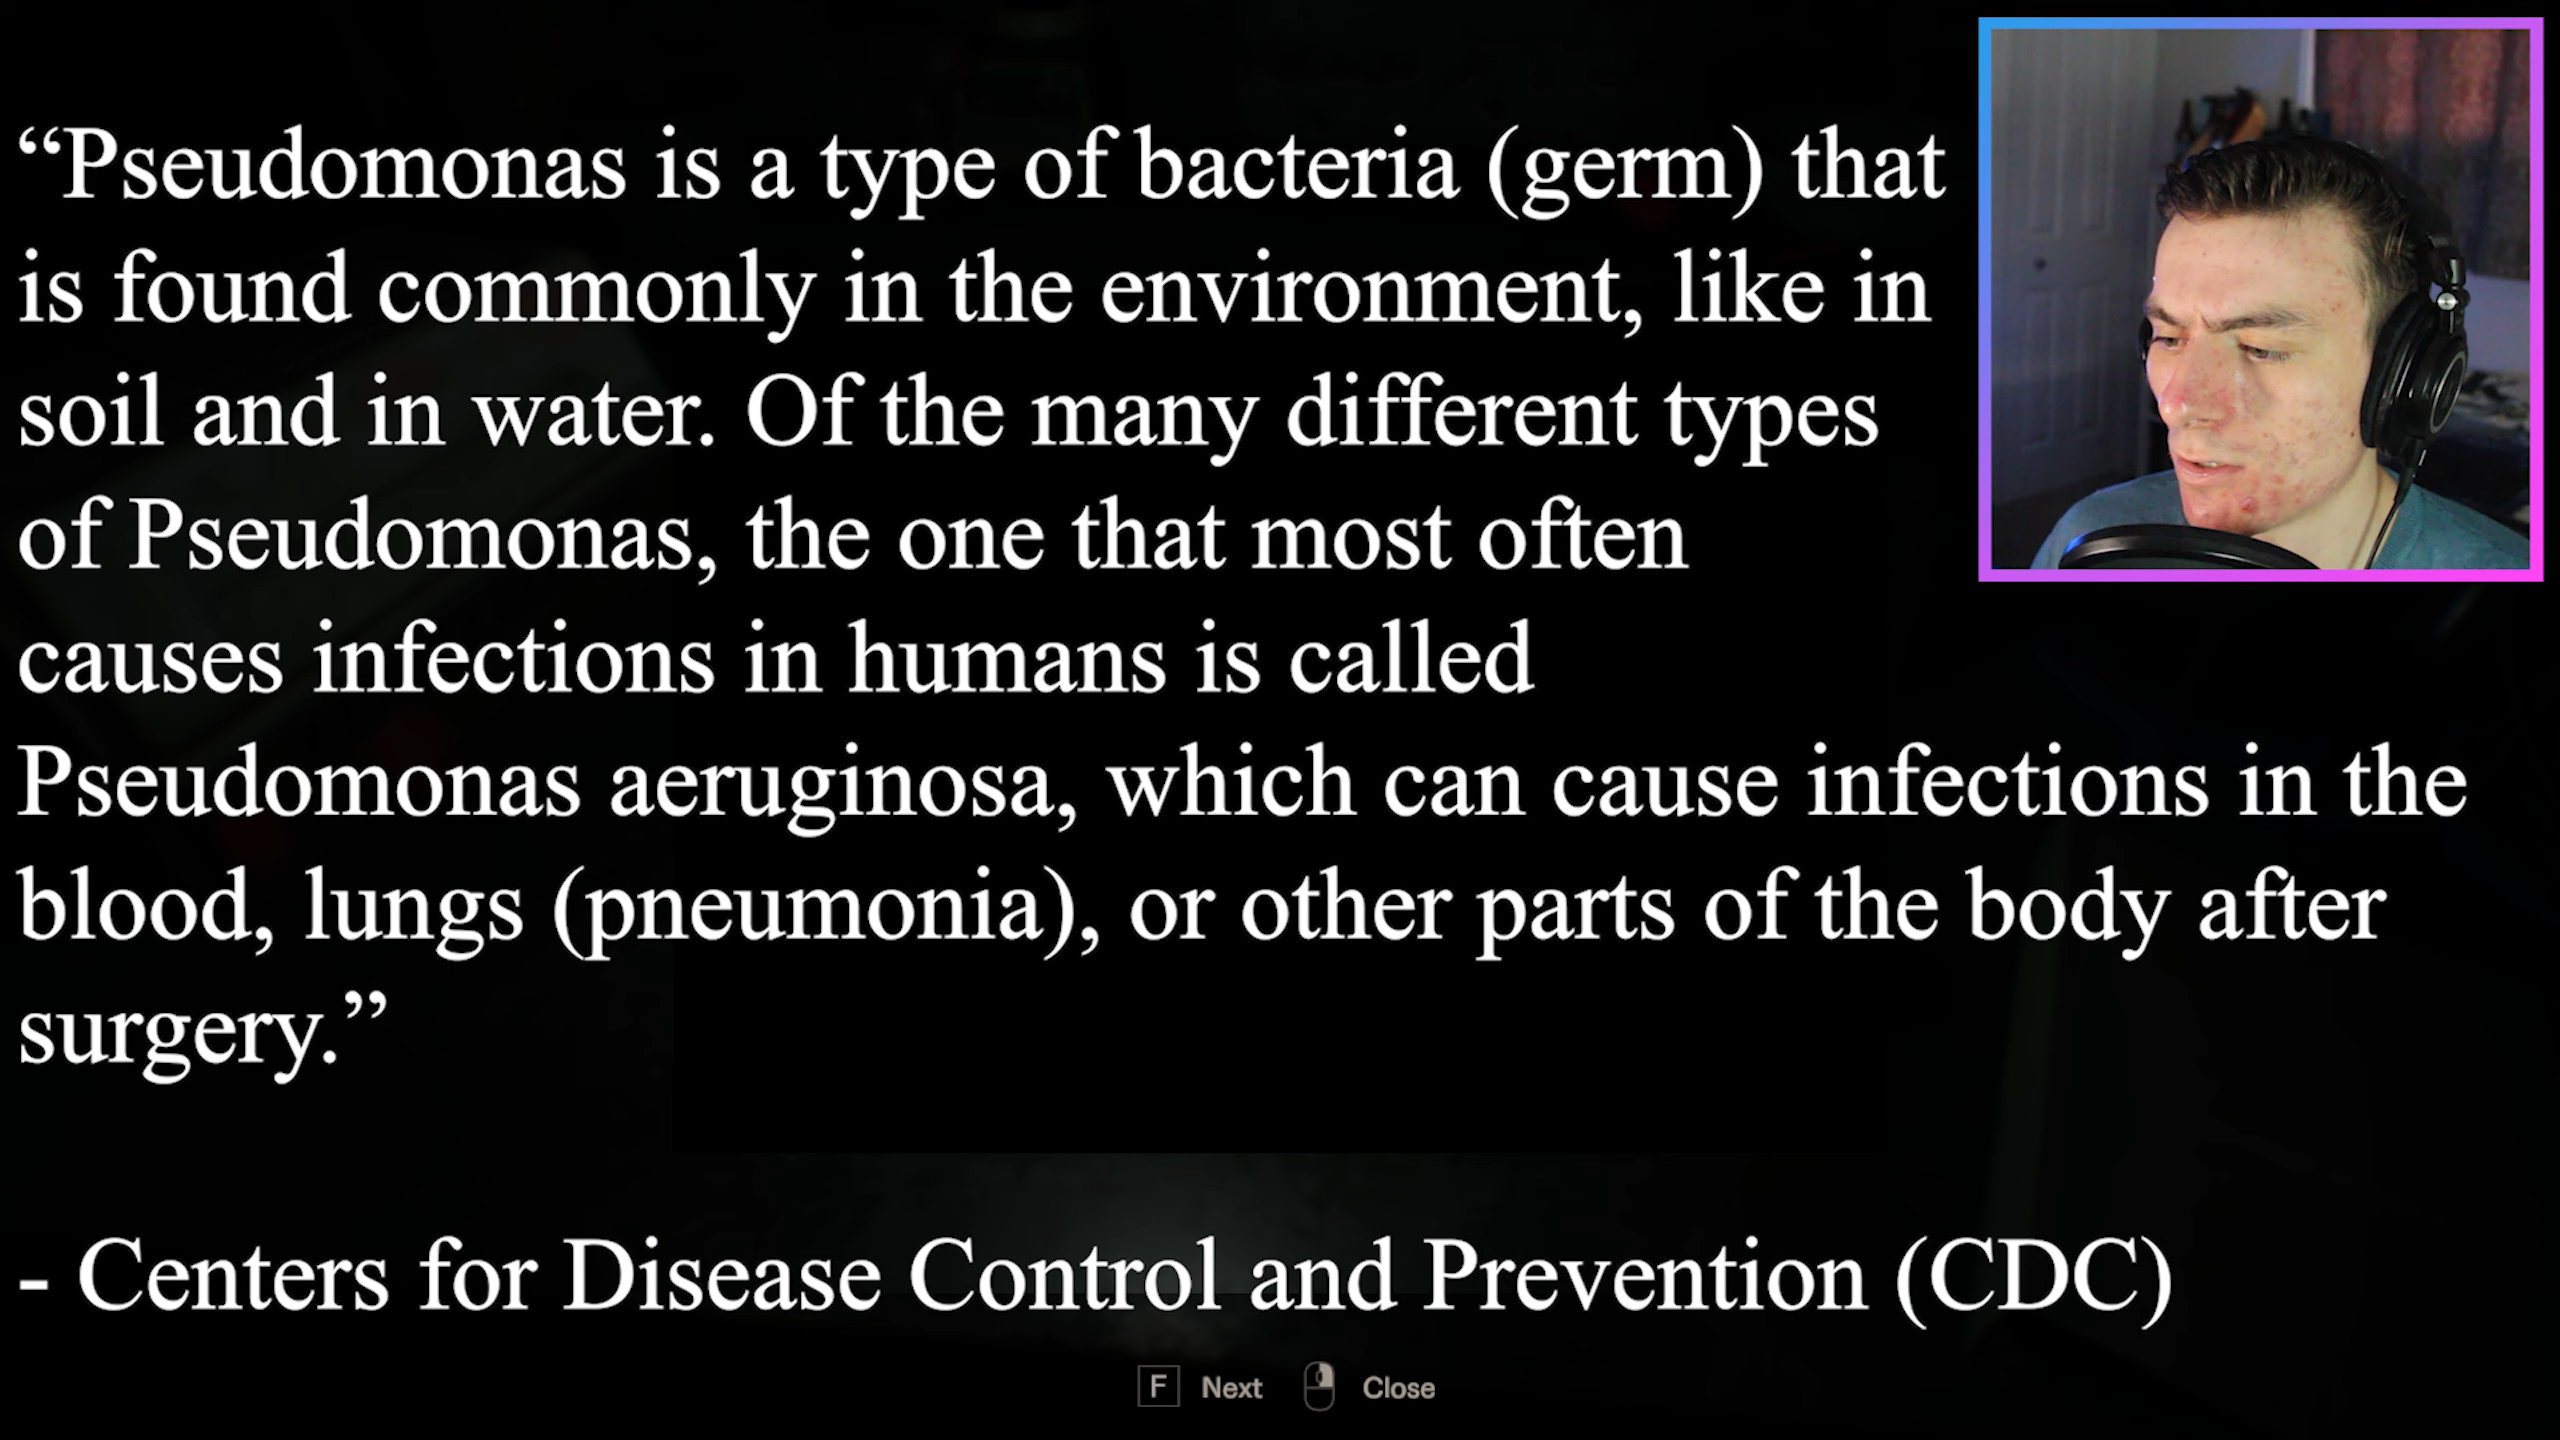 “Pseudomonas is a type of bacteria (germ) that
is found commonly in the environment, like in
soil and in water. Of the many different types
of Pseudomonas, the one that most often
causes infections in humans is called
Pseudomonas aeruginosa, which can cause infections in the
blood, lungs (pneumonia), or other parts of the body after
surgery.”
- Centers for Disease Control and Prevention (CDC)
F Next Close